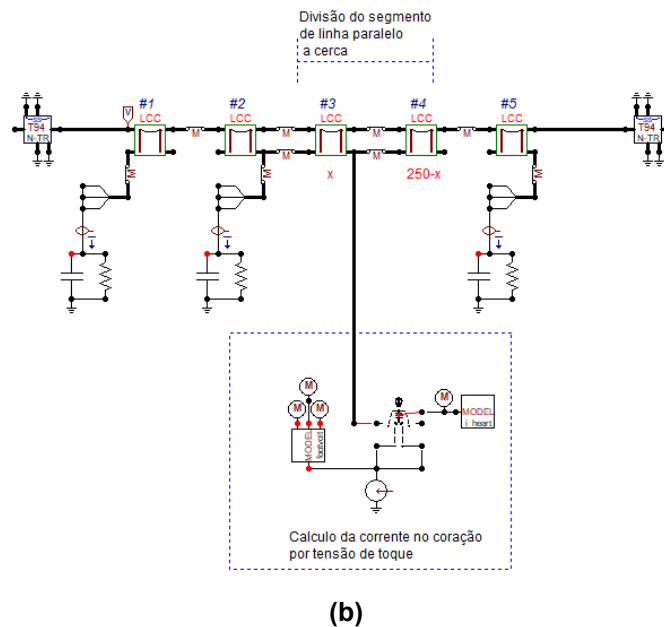 Divisão do segmento
de linha paralelo
a cerca
#1 #2 #3 #4 #5
LCC LCC LCC LCC LCC
T94
N-TR
V
M M M M
T94
N-TR
M M
x
250-x
M M M
I I I
M
M M
MODEL
footvolt
M
MODEL
i heart
Calculo da corrente no coração
por tensão de toque
(b)